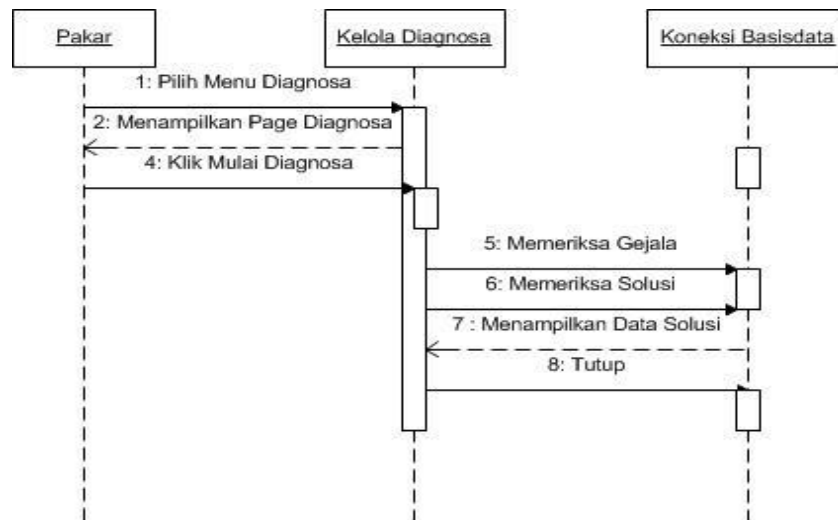 Pakar
Kelola Diagnosa
Koneksi Basisdata
1: Pilih Menu Diagnosa
2: Menampilkan Page Diagnosa
4: Klik Mulai Diagnosa
5: Memeriksa Gejala
6: Memeriksa Solusi
7 : Menampilkan Data Solusi
8: Tutup